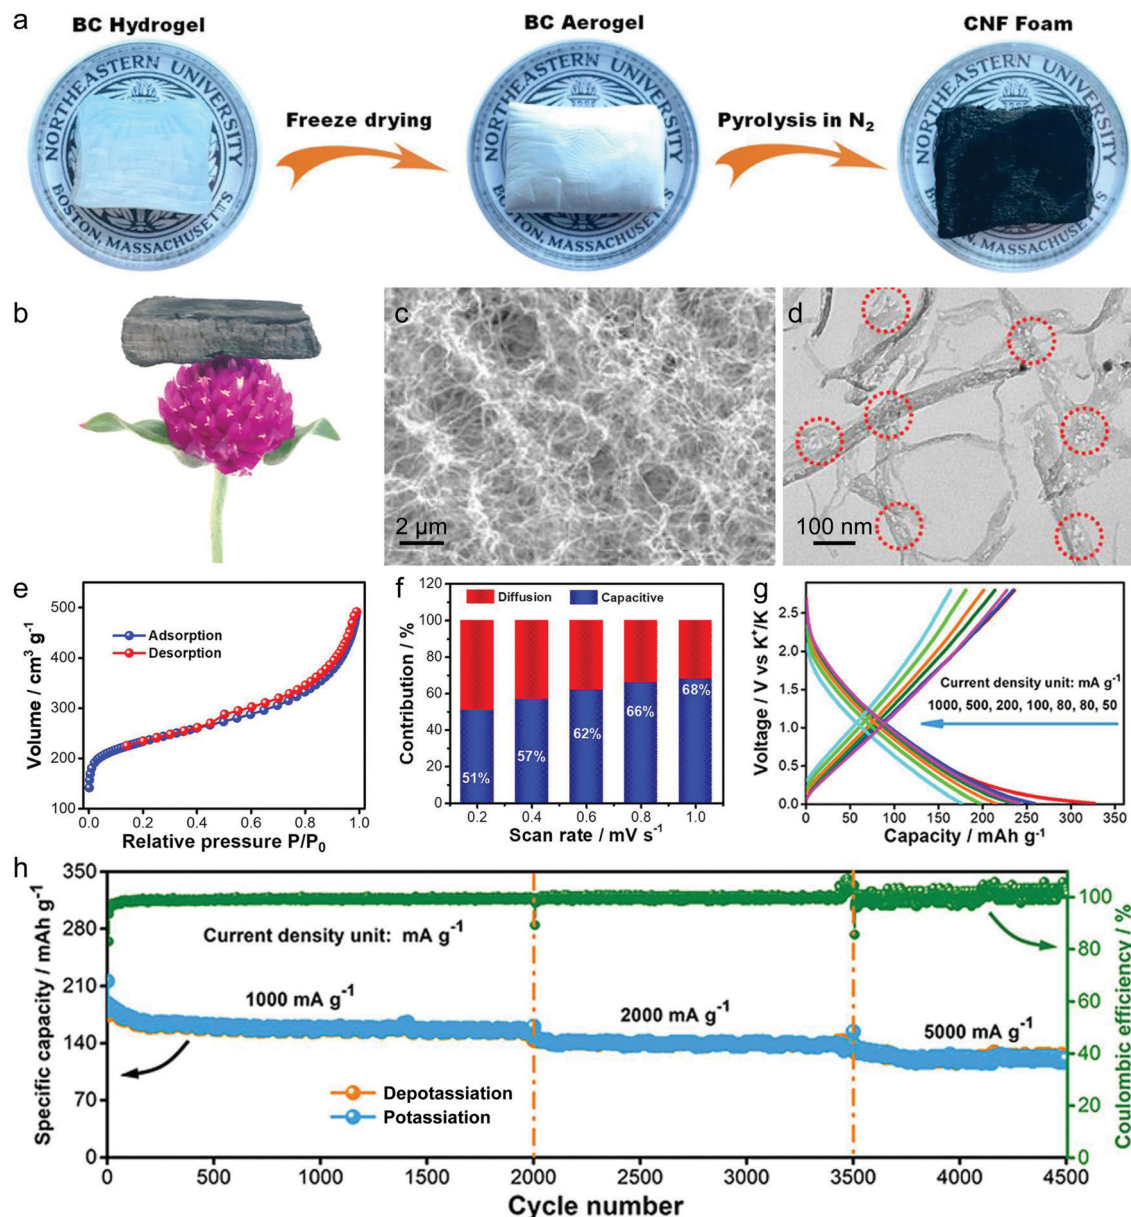 a
BC Hydrogel
BC Aerogel
CNF Foam
NORTHEASTERN UNIVERSITY
BOSTON, MASSACHUSETTS
Freeze drying
NORTHEASTERN UNIVERSITY
BOSTON, MASSACHUSETTS
Pyrolysis in N₂
NORTHEASTERN UNIVERSITY
BOSTON, MASSACHUSETTS
b
c
2 μm
d
100 nm
e
500
400
300
200
100
Volume / cm³ g⁻¹
Adsorption
Desorption
0.0 0.2 0.4 0.6 0.8 1.0
Relative pressure P/P₀
f
120
100
80
60
40
20
0
Contribution / %
Diffusion
Capacitive
51%
57%
62%
66%
68%
0.2 0.4 0.6 0.8 1.0
Scan rate / mV s⁻¹
g
2.5
2.0
1.5
1.0
0.5
0.0
Voltage / V vs K⁺/K
Current density unit: mA g⁻¹
1000, 500, 200, 100, 80, 80, 50
0 50 100 150 200 250 300 350
Capacity / mAh g⁻¹
h
350
280
210
140
70
0
Specific capacity / mAh g⁻¹
Current density unit: mA g⁻¹
1000 mA g⁻¹
2000 mA g⁻¹
5000 mA g⁻¹
Depotassiation
Potassiation
100
80
60
40
20
0
Coulombic efficiency / %
0 500 1000 1500 2000 2500 3000 3500 4000 4500
Cycle number